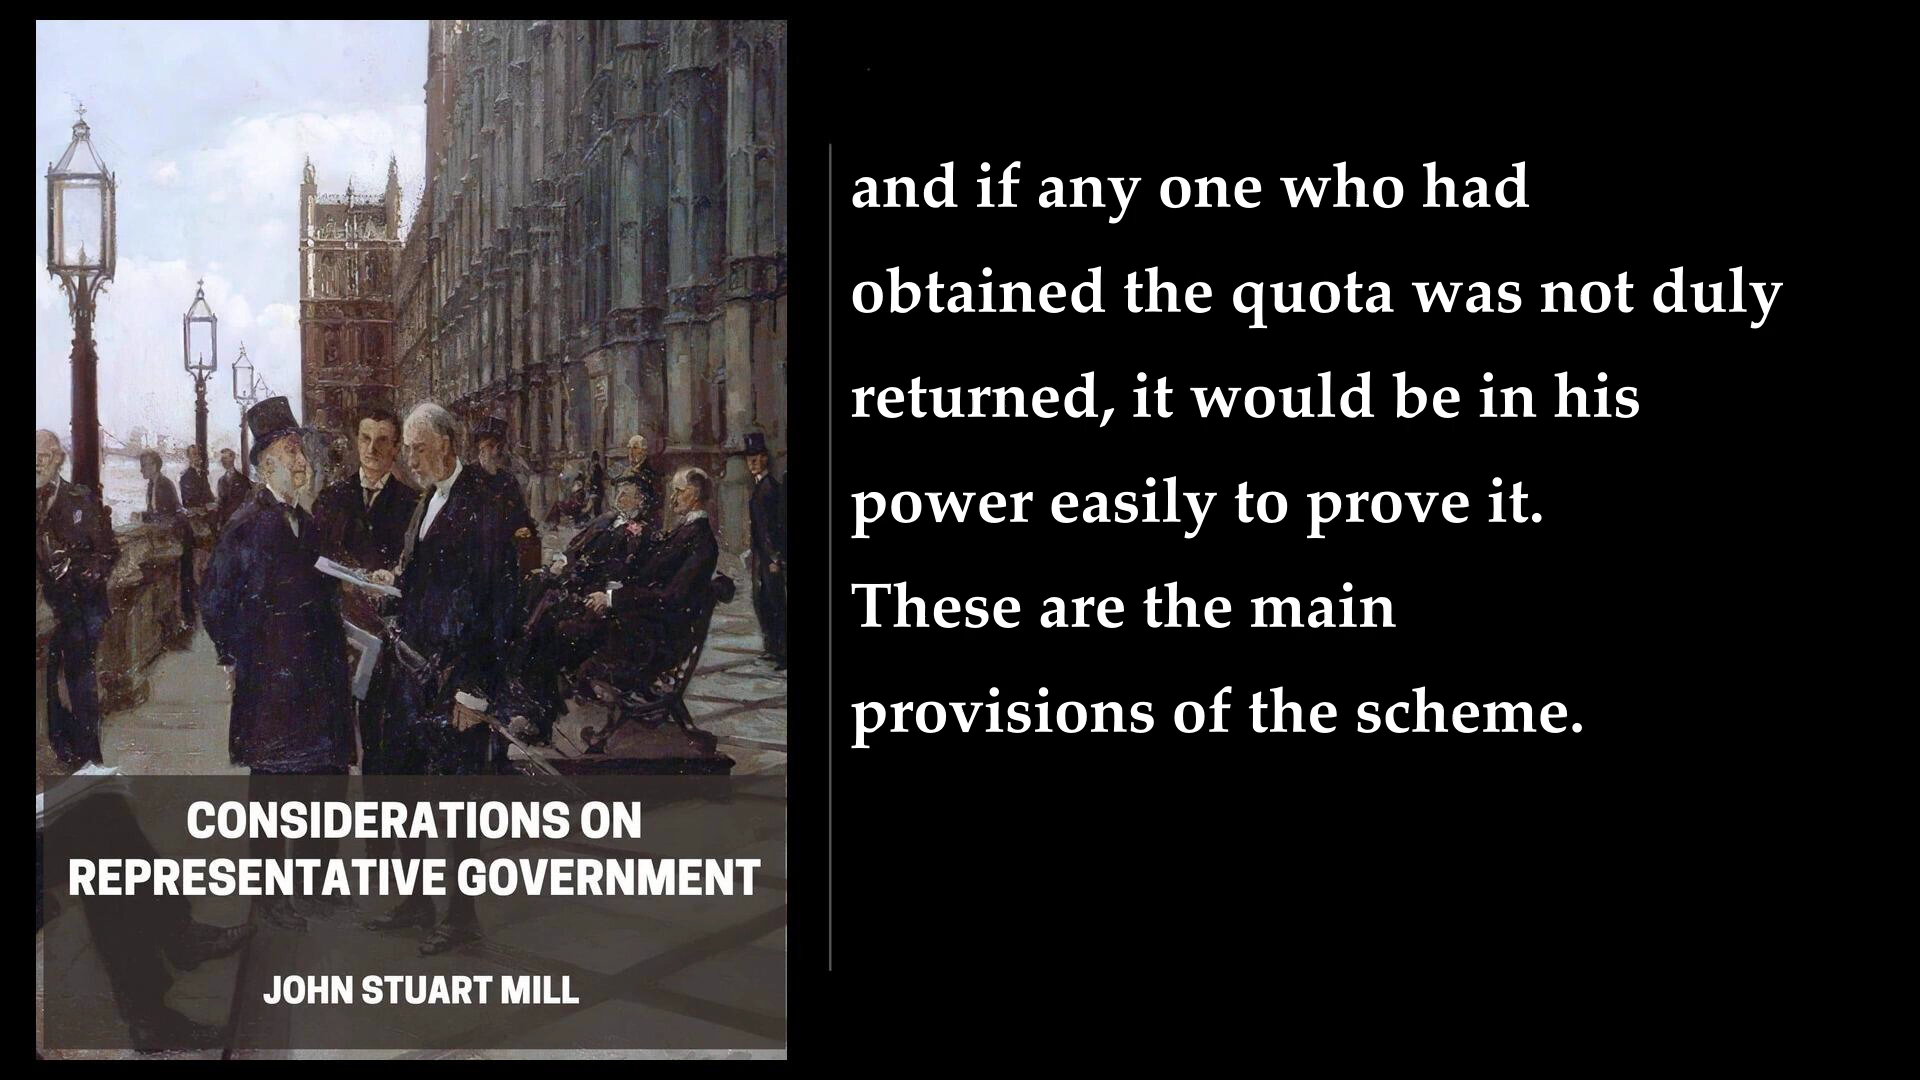 and if any one who had
obtained the quota was not duly
returned, it would be in his
power easily to prove it.
These are the main
provisions of the scheme.
CONSIDERATIONS ON
REPRESENTATIVE GOVERNMENT
JOHN STUART MILL